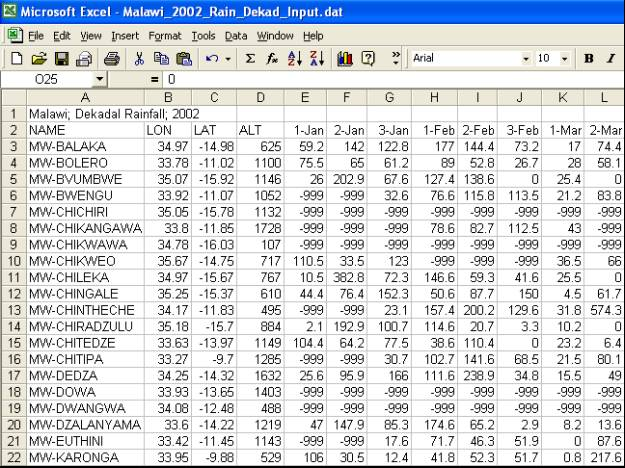 Microsoft Excel - Malawi_2002_Rain_Dekad_Input.dat
File Edit View Insert Format Tools Data Window Help
Arial 10 B I
O25 = 0
A B C D E F G H I J K L
1 Malawi; Dekadal Rainfall; 2002
2 NAME LON LAT ALT 1-Jan 2-Jan 3-Jan 1-Feb 2-Feb 3-Feb 1-Mar 2-Mar
3 MW-BALAKA 34.97 -14.98 625 59.2 142 122.8 177 144.4 73.2 17 74.4
4 MW-BOLERO 33.78 -11.02 1100 75.5 65 61.2 89 52.8 26.7 28 58.1
5 MW-BVUMBWE 35.07 -15.92 1146 26 202.9 67.6 127.4 138.6 0 25.4 0
6 MW-BWENGU 33.92 -11.07 1052 -999 -999 32.6 76.6 115.8 113.5 21.2 83.8
7 MW-CHICHIRI 35.05 -15.78 1132 -999 -999 -999 -999 -999 -999 -999 -999
8 MW-CHIKANGAWA 33.8 -11.85 1728 -999 -999 -999 78.6 82.7 112.5 43 -999
9 MW-CHIKWAWA 34.78 -16.03 107 -999 -999 -999 -999 -999 -999 -999 -999
10 MW-CHIKWEO 35.67 -14.75 717 110.5 33.5 123 -999 -999 -999 36.5 66
11 MW-CHILEKA 34.97 -15.67 767 10.5 382.8 72.3 146.6 59.3 41.6 25.5 0
12 MW-CHINGALE 35.25 -15.37 610 44.4 76.4 152.3 50.6 87.7 150 4.5 61.7
13 MW-CHINTHECHE 34.17 -11.83 495 -999 -999 23.1 157.4 200.2 129.6 31.8 574.3
14 MW-CHIRADZULU 35.18 -15.7 884 2.1 192.9 100.7 114.6 20.7 3.3 10.2 0
15 MW-CHITEDZE 33.63 -13.97 1149 104.4 64.2 77.5 38.6 110.4 0 23.2 6.4
16 MW-CHITIPA 33.27 -9.7 1285 -999 -999 30.7 102.7 141.6 68.5 21.5 80.1
17 MW-DEDZA 34.25 -14.32 1632 25.6 95.9 166 111.6 238.9 34.8 15.5 49
18 MW-DOWA 33.93 -13.65 1403 -999 -999 -999 -999 -999 -999 -999 -999
19 MW-DWANGWA 34.08 -12.48 488 -999 -999 -999 -999 -999 -999 -999 -999
20 MW-DZALANYAMA 33.6 -14.22 1219 47 147.9 85.3 174.6 65.2 2.9 8.2 13.6
21 MW-EUTHINI 33.42 -11.45 1143 -999 -999 17.6 71.7 46.3 51.9 0 87.6
22 MW-KARONGA 33.95 -9.88 529 106 30.5 12.4 41.8 52.3 51.7 0.8 217.6